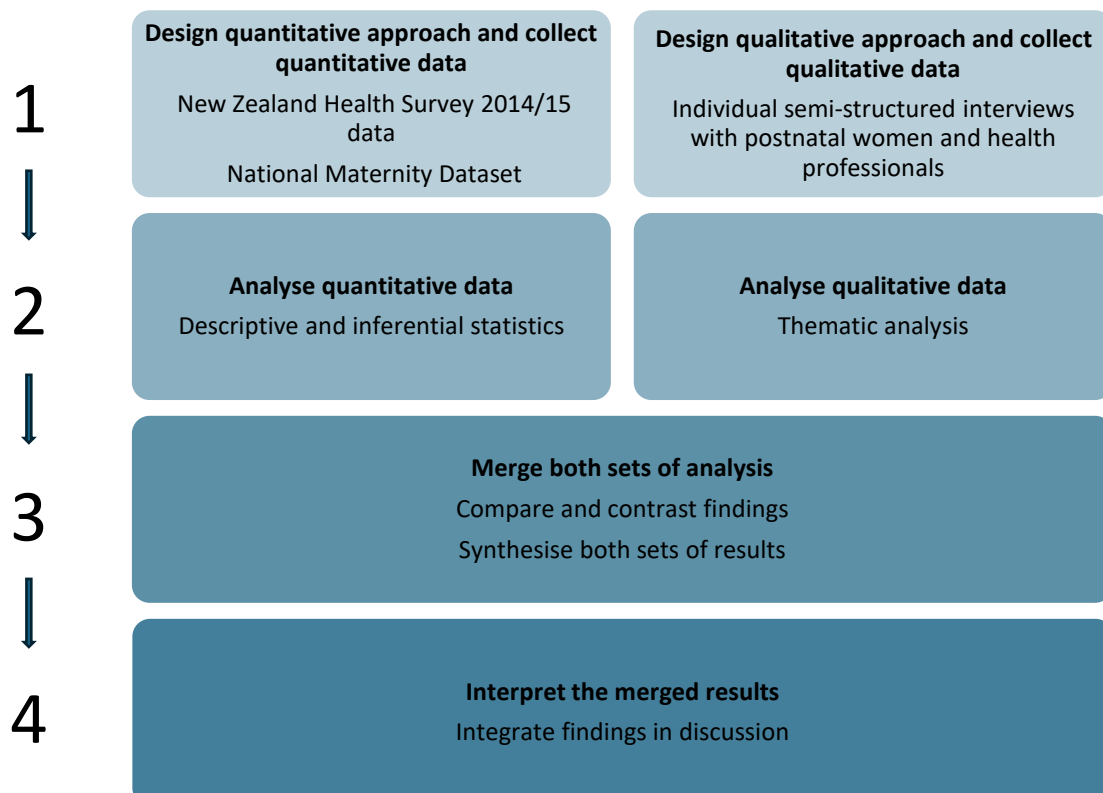 1
Design quantitative approach and collect
quantitative data
New Zealand Health Survey 2014/15
data
National Maternity Dataset
Design qualitative approach and collect
qualitative data
Individual semi-structured interviews
with postnatal women and health
professionals
2
Analyse quantitative data
Descriptive and inferential statistics
Analyse qualitative data
Thematic analysis
3
Merge both sets of analysis
Compare and contrast findings
Synthesise both sets of results
4
Interpret the merged results
Integrate findings in discussion